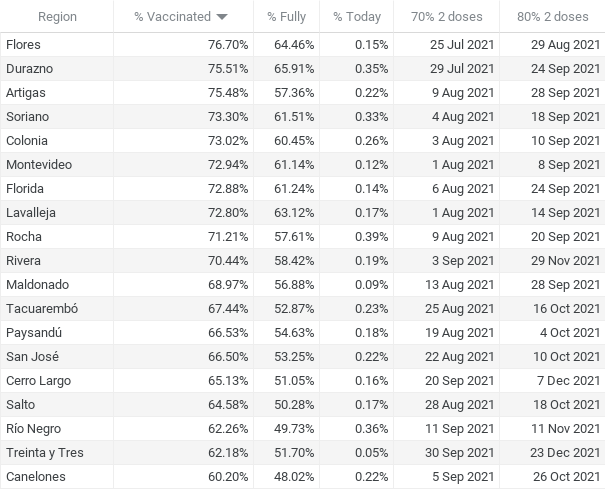 Region % Vaccinated % Fully % Today 70% 2 doses 80% 2 doses
Flores 76.70% 64.46% 0.15% 25 Jul 2021 29 Aug 2021
Durazno 75.51% 65.91% 0.35% 29 Jul 2021 24 Sep 2021
Artigas 75.48% 57.36% 0.22% 9 Aug 2021 28 Sep 2021
Soriano 73.30% 61.51% 0.33% 4 Aug 2021 18 Sep 2021
Colonia 73.02% 60.45% 0.26% 3 Aug 2021 10 Sep 2021
Montevideo 72.94% 61.14% 0.12% 1 Aug 2021 8 Sep 2021
Florida 72.88% 61.24% 0.14% 6 Aug 2021 24 Sep 2021
Lavalleja 72.80% 63.12% 0.17% 1 Aug 2021 14 Sep 2021
Rocha 71.21% 57.61% 0.39% 9 Aug 2021 20 Sep 2021
Rivera 70.44% 58.42% 0.19% 3 Sep 2021 29 Nov 2021
Maldonado 68.97% 56.88% 0.09% 13 Aug 2021 28 Sep 2021
Tacuarembó 67.44% 52.87% 0.23% 25 Aug 2021 16 Oct 2021
Paysandú 66.53% 54.63% 0.18% 19 Aug 2021 4 Oct 2021
San José 66.50% 53.25% 0.22% 22 Aug 2021 10 Oct 2021
Cerro Largo 65.13% 51.05% 0.16% 20 Sep 2021 7 Dec 2021
Salto 64.58% 50.28% 0.17% 28 Aug 2021 18 Oct 2021
Río Negro 62.26% 49.73% 0.36% 11 Sep 2021 11 Nov 2021
Treinta y Tres 62.18% 51.70% 0.05% 30 Sep 2021 23 Dec 2021
Canelones 60.20% 48.02% 0.22% 5 Sep 2021 26 Oct 2021